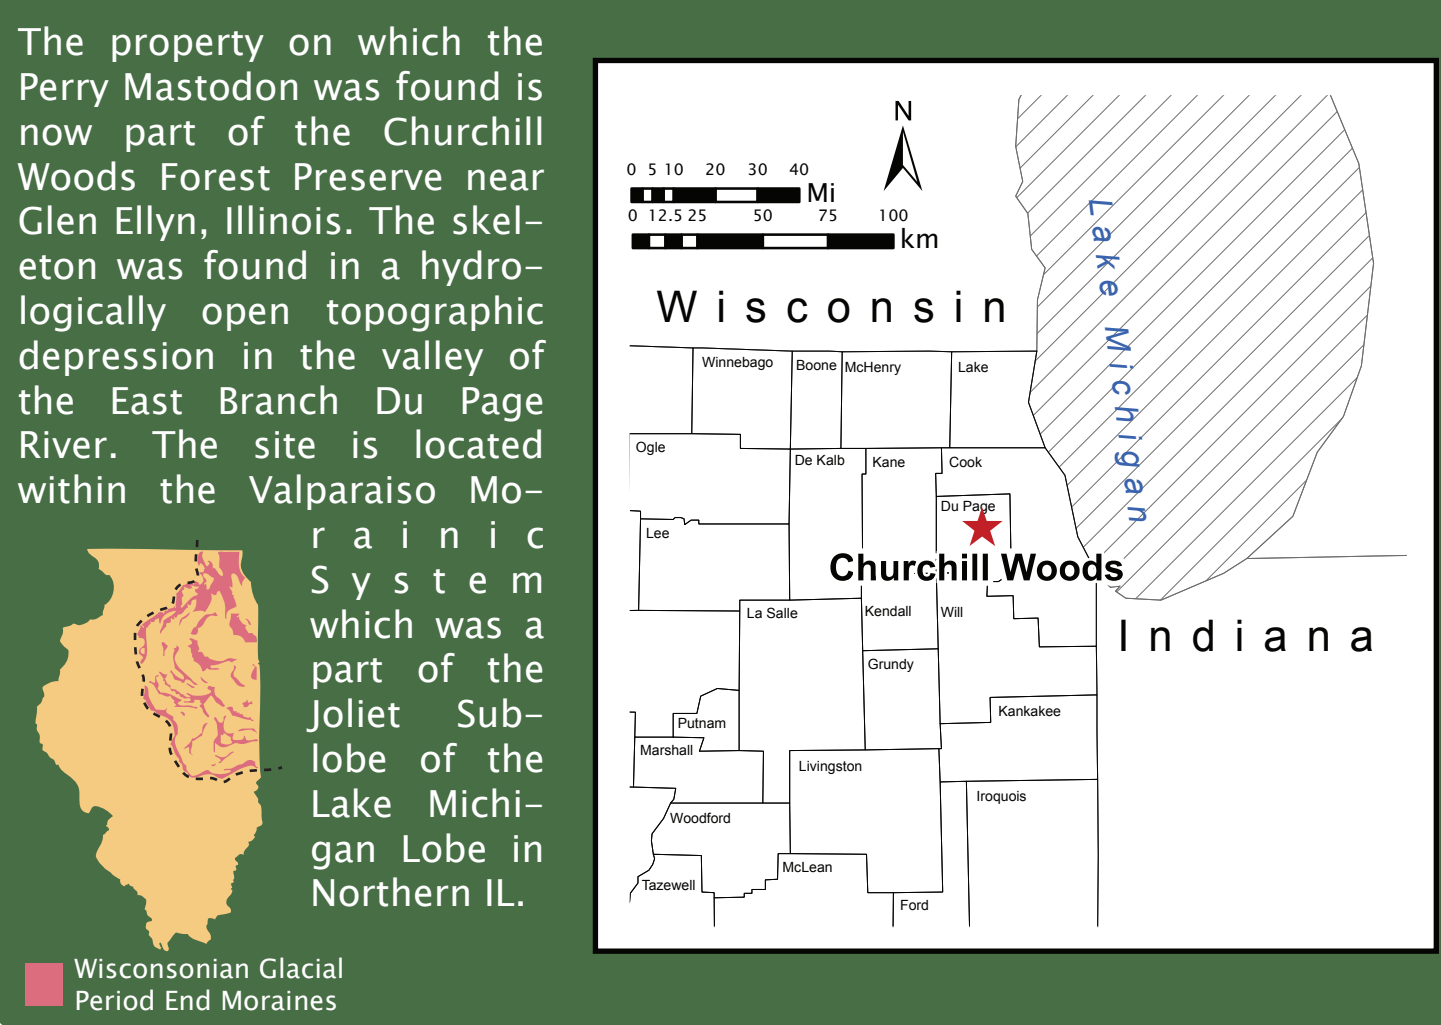 The property on which the
Perry Mastodon was found is
now part of the Churchill
Woods Forest Preserve near
Glen Ellyn, Illinois. The skel-
eton was found in a hydro-
logically open topographic
depression in the valley of
the East Branch Du Page
River. The site is located
within the Valparaiso Mo-
rainic
System
which was a
part of the
Joliet Sub-
lobe of the
Lake Michi-
gan Lobe in
Northern IL.
Wisconsonian Glacial
Period End Moraines
N
0 5 10 20 30 40
Mi
0 12.5 25 50 75 100
km
Wisconsin
Lake Michigan
Winnebago
Boone
McHenry
Lake
Ogle
De Kalb
Kane
Cook
Du Page
Lee
Churchill Woods
La Salle
Kendall
Will
Indiana
Grundy
Kankakee
Putnam
Marshall
Livingston
Iroquois
Woodford
McLean
Tazewell
Ford